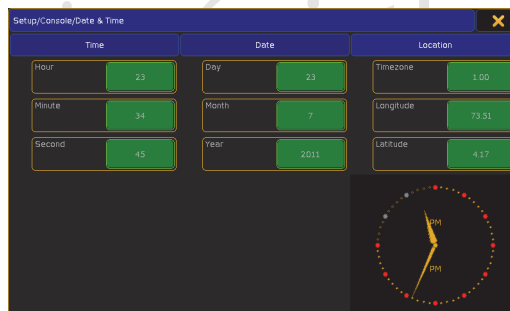 Setup/Console/Date & Time
Time Date Location
Hour 23 Day 23 Timezone 1.00
Minute 34 Month 7 Longitude 73.51
Second 45 Year 2011 Latitude 4.17
PM
PM